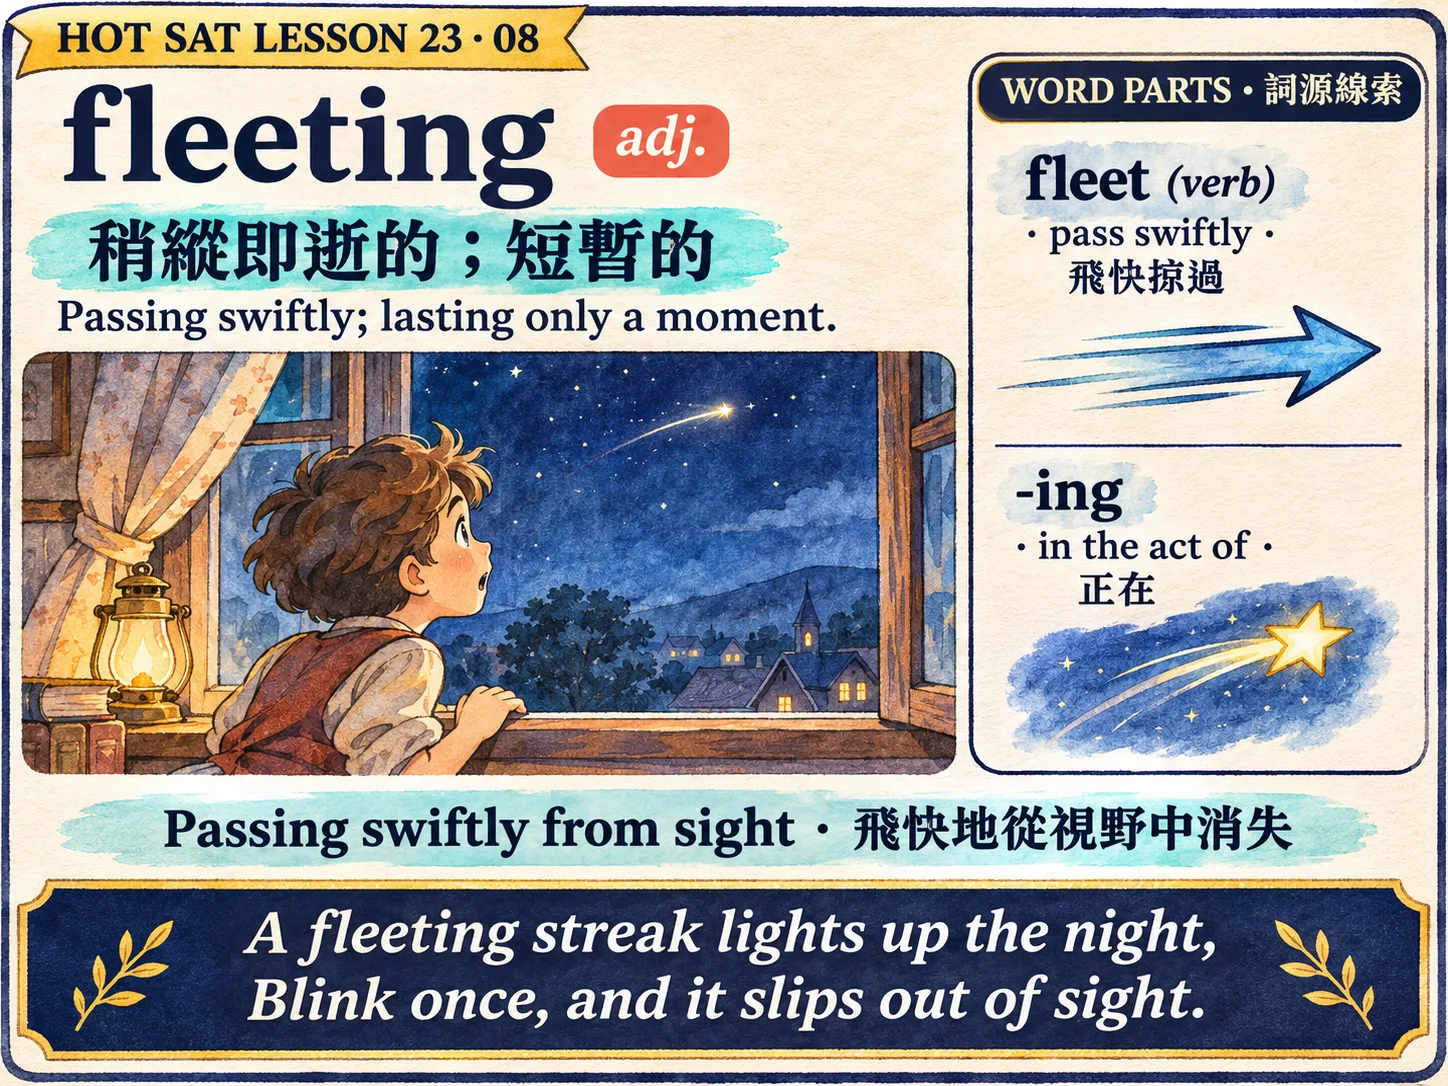 HOT SAT LESSON 23 · 08
fleeting adj.
稍縱即逝的；短暫的
Passing swiftly; lasting only a moment.
WORD PARTS · 詞源線索
fleet (verb)
· pass swiftly ·
飛快掠過
-ing
· in the act of ·
正在
Passing swiftly from sight · 飛快地從視野中消失
A fleeting streak lights up the night,
Blink once, and it slips out of sight.